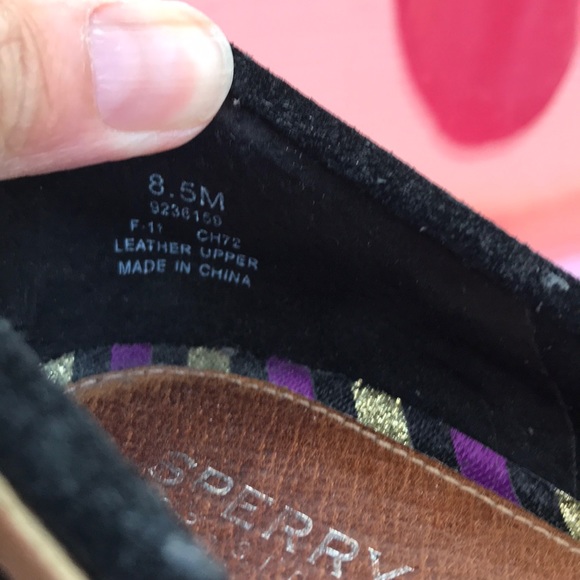 8.5M
9236159
F-11 CH72
LEATHER UPPER
MADE IN CHINA
SPERRY